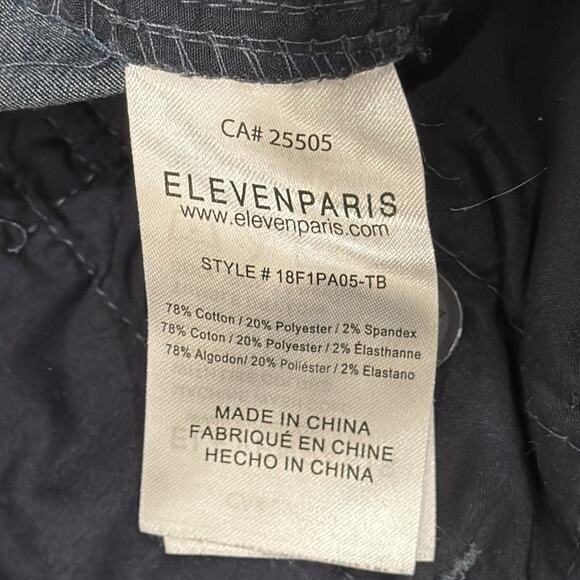 CA# 25505
ELEVENPARIS
www.elevenparis.com
STYLE # 18F1PA05-TB
78% Cotton / 20% Polyester / 2% Spandex
78% Coton / 20% Polyester / 2% Élasthanne
78% Algodon/ 20% Poliéster / 2% Elastano
MADE IN CHINA
FABRIQUÉ EN CHINE
HECHO IN CHINA